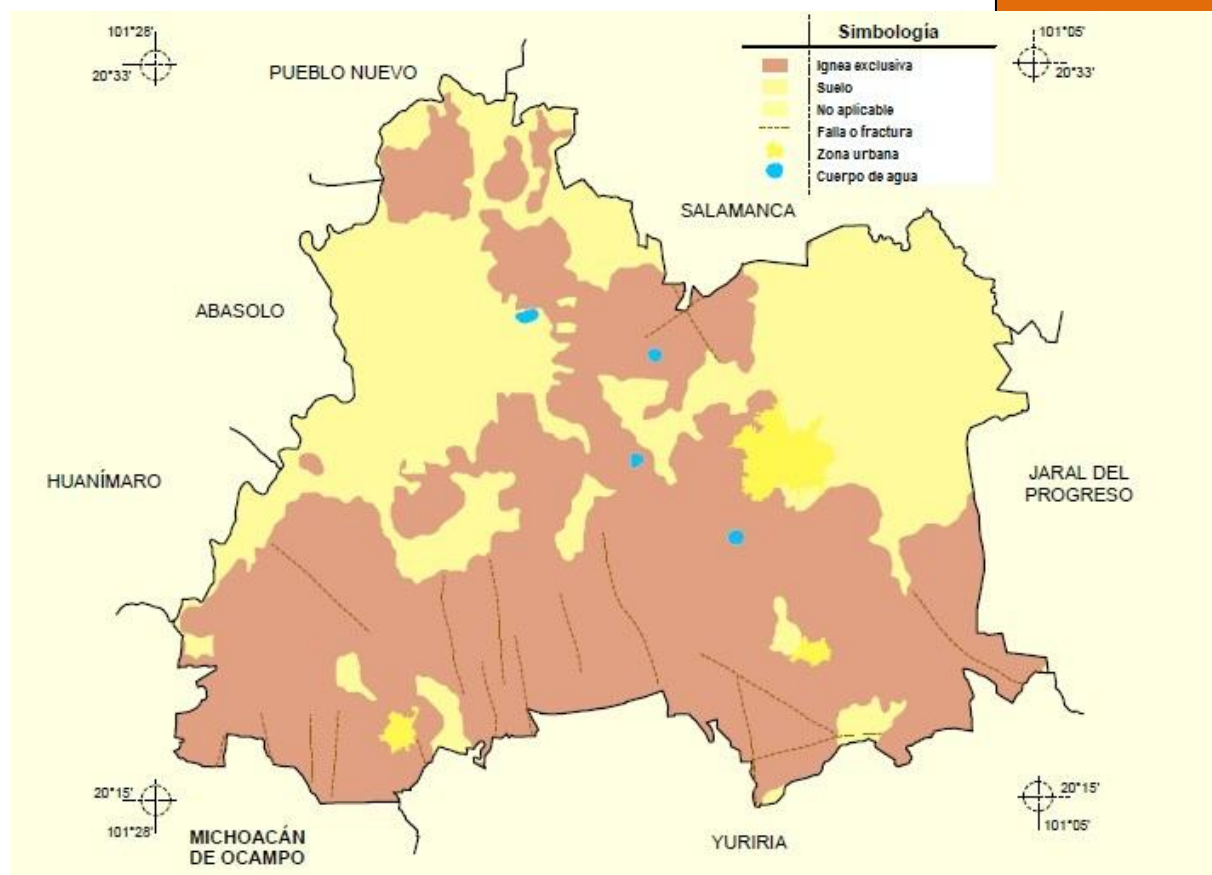 101°28'
20°33'
PUEBLO NUEVO
Simbología
Ignea exclusiva
Suelo
No aplicable
Falla o fractura
Zona urbana
Cuerpo de agua
101°05'
20°33'
SALAMANCA
ABASOLO
HUANÍMARO
JARAL DEL
PROGRESO
20°15'
101°28'
MICHOACÁN
DE OCAMPO
YURIRIA
20°15'
101°05'